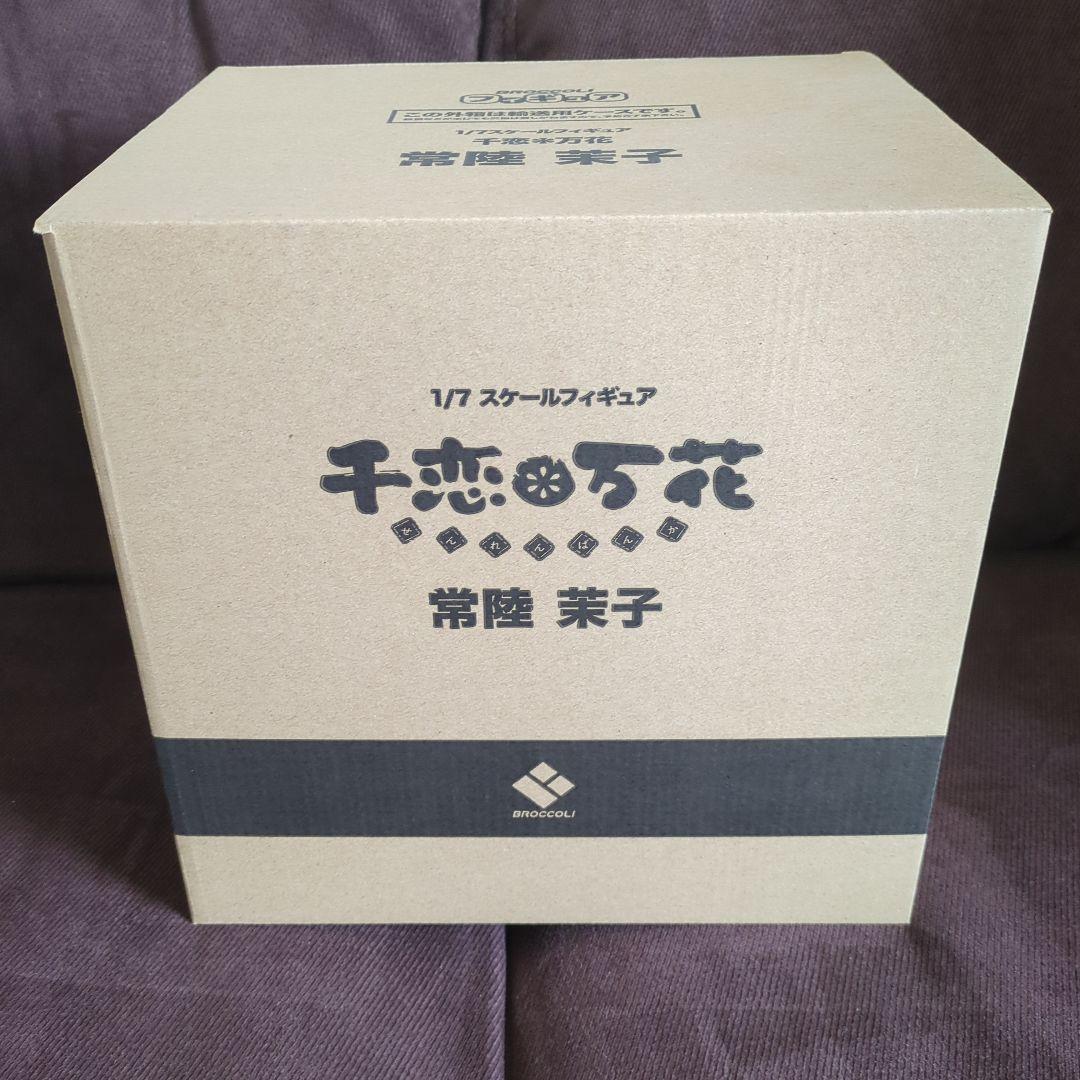 BROCCOLI
フィギュア
この外箱は輸送用ケースです。
1/7スケールフィギュア
千恋＊万花
常陸 茉子
1/7 スケールフィギュア
千恋＊万花
せんれんばんか
常陸 茉子
BROCCOLI